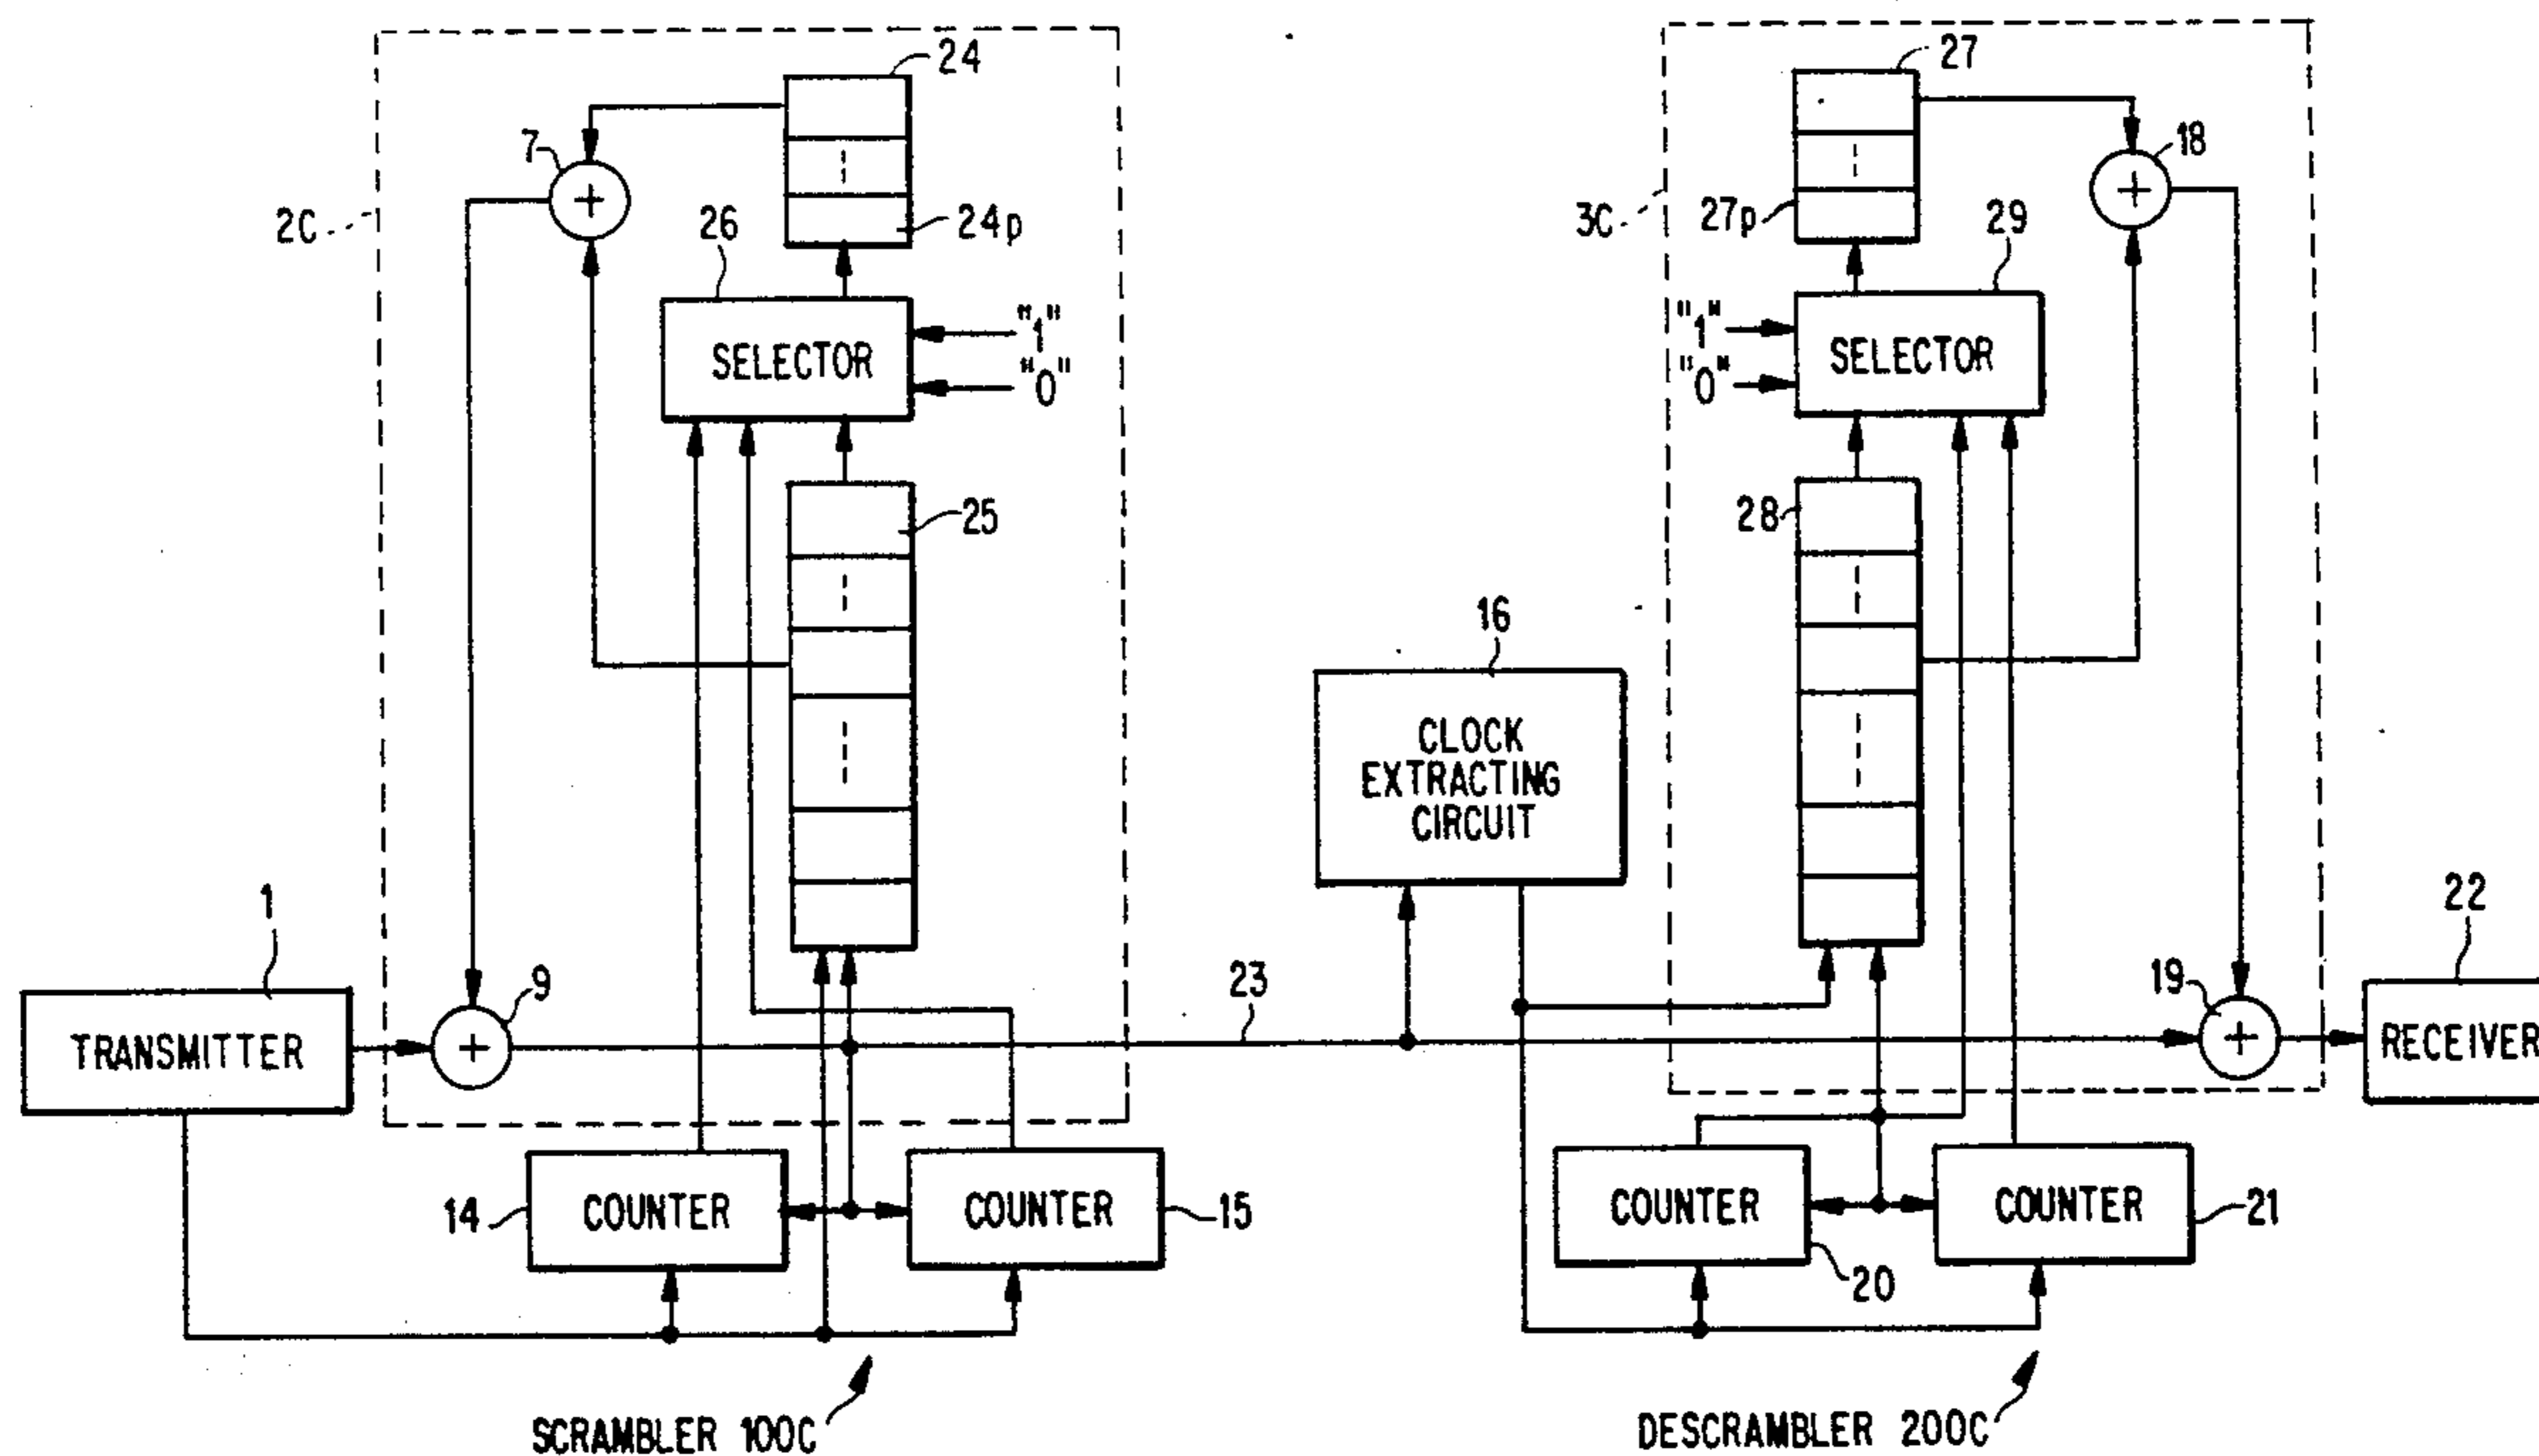 24
27
7
18
2C
24p
26
3C
27p
29
"1"
SELECTOR
"0"
"1"
SELECTOR
"0"
25
28
16
CLOCK
EXTRACTING
CIRCUIT
1
9
23
19
22
TRANSMITTER
RECEIVER
14
COUNTER
COUNTER
15
COUNTER
20
COUNTER
21
SCRAMBLER 100C
DESCRAMBLER 200C